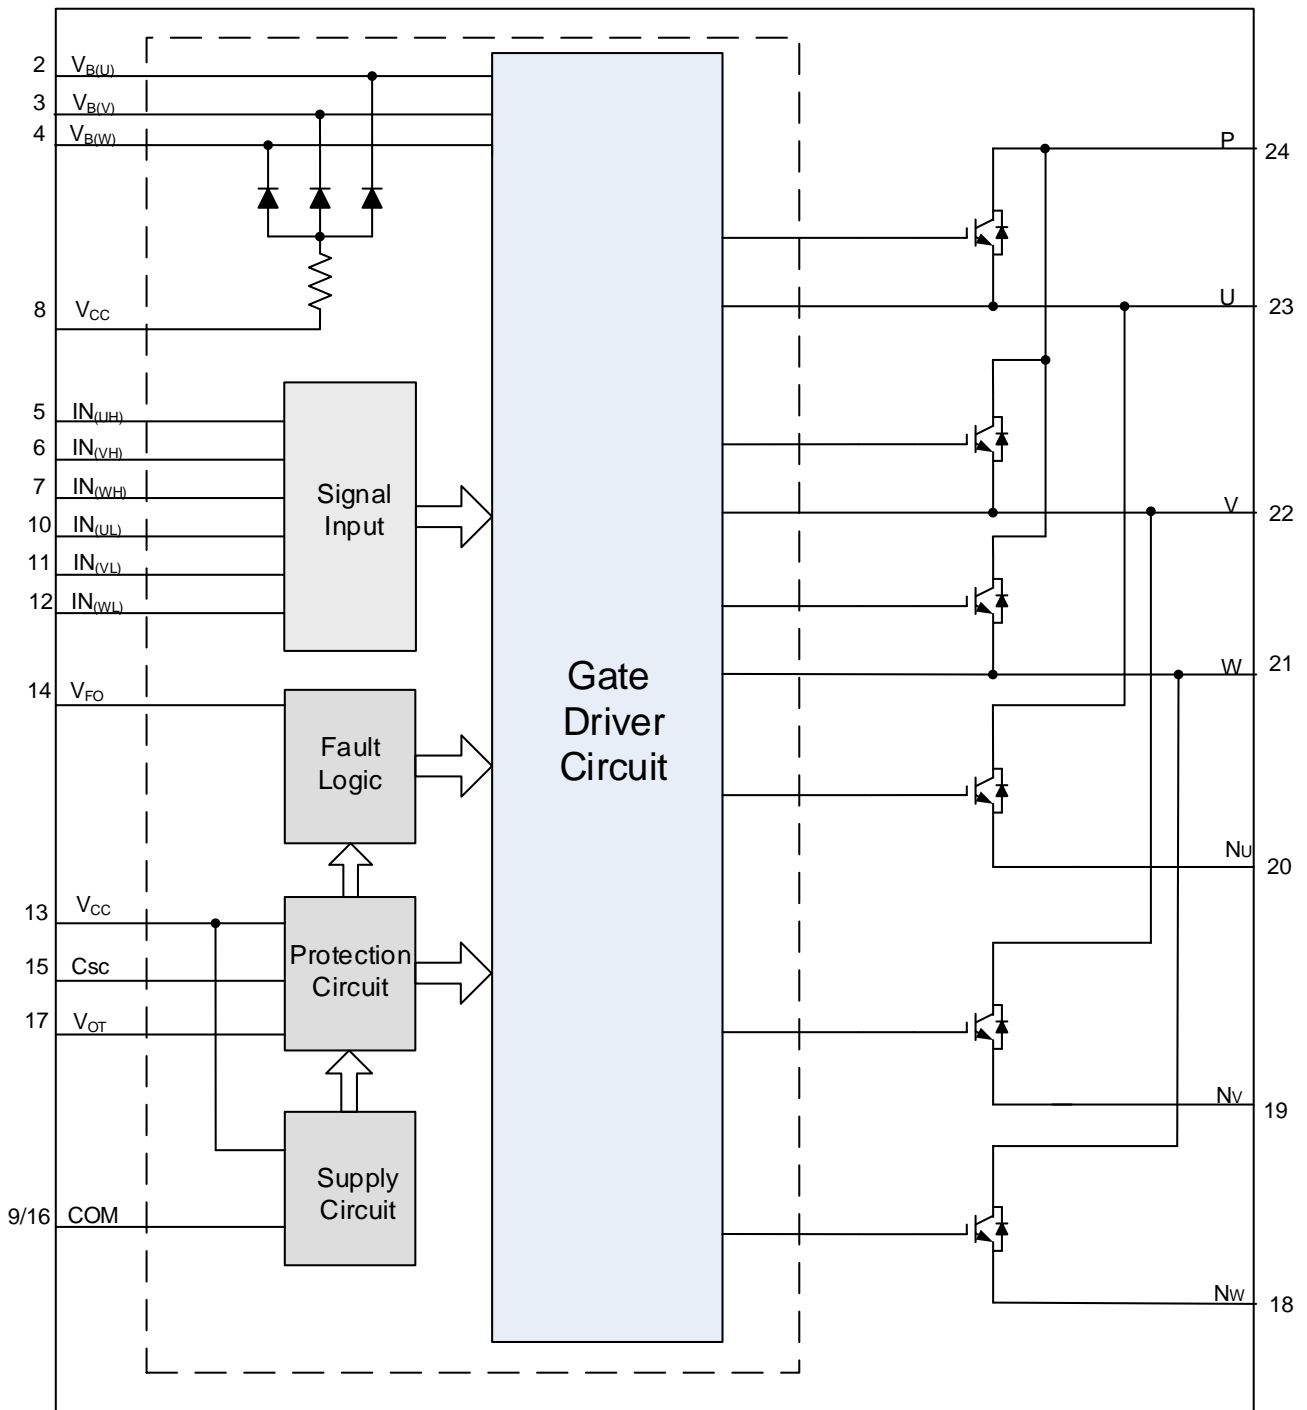 2 VB(U)
3 VB(V)
4 VB(W)
8 VCC
5 IN(UH)
6 IN(VH)
7 IN(WH)
10 IN(UL)
11 IN(VL)
12 IN(WL)
Signal
Input
14 VFO
Fault
Logic
13 VCC
15 Csc
17 VOT
Protection
Circuit
9/16 COM
Supply
Circuit
Gate
Driver
Circuit
P 24
U 23
V 22
W 21
NU 20
NV 19
NW 18